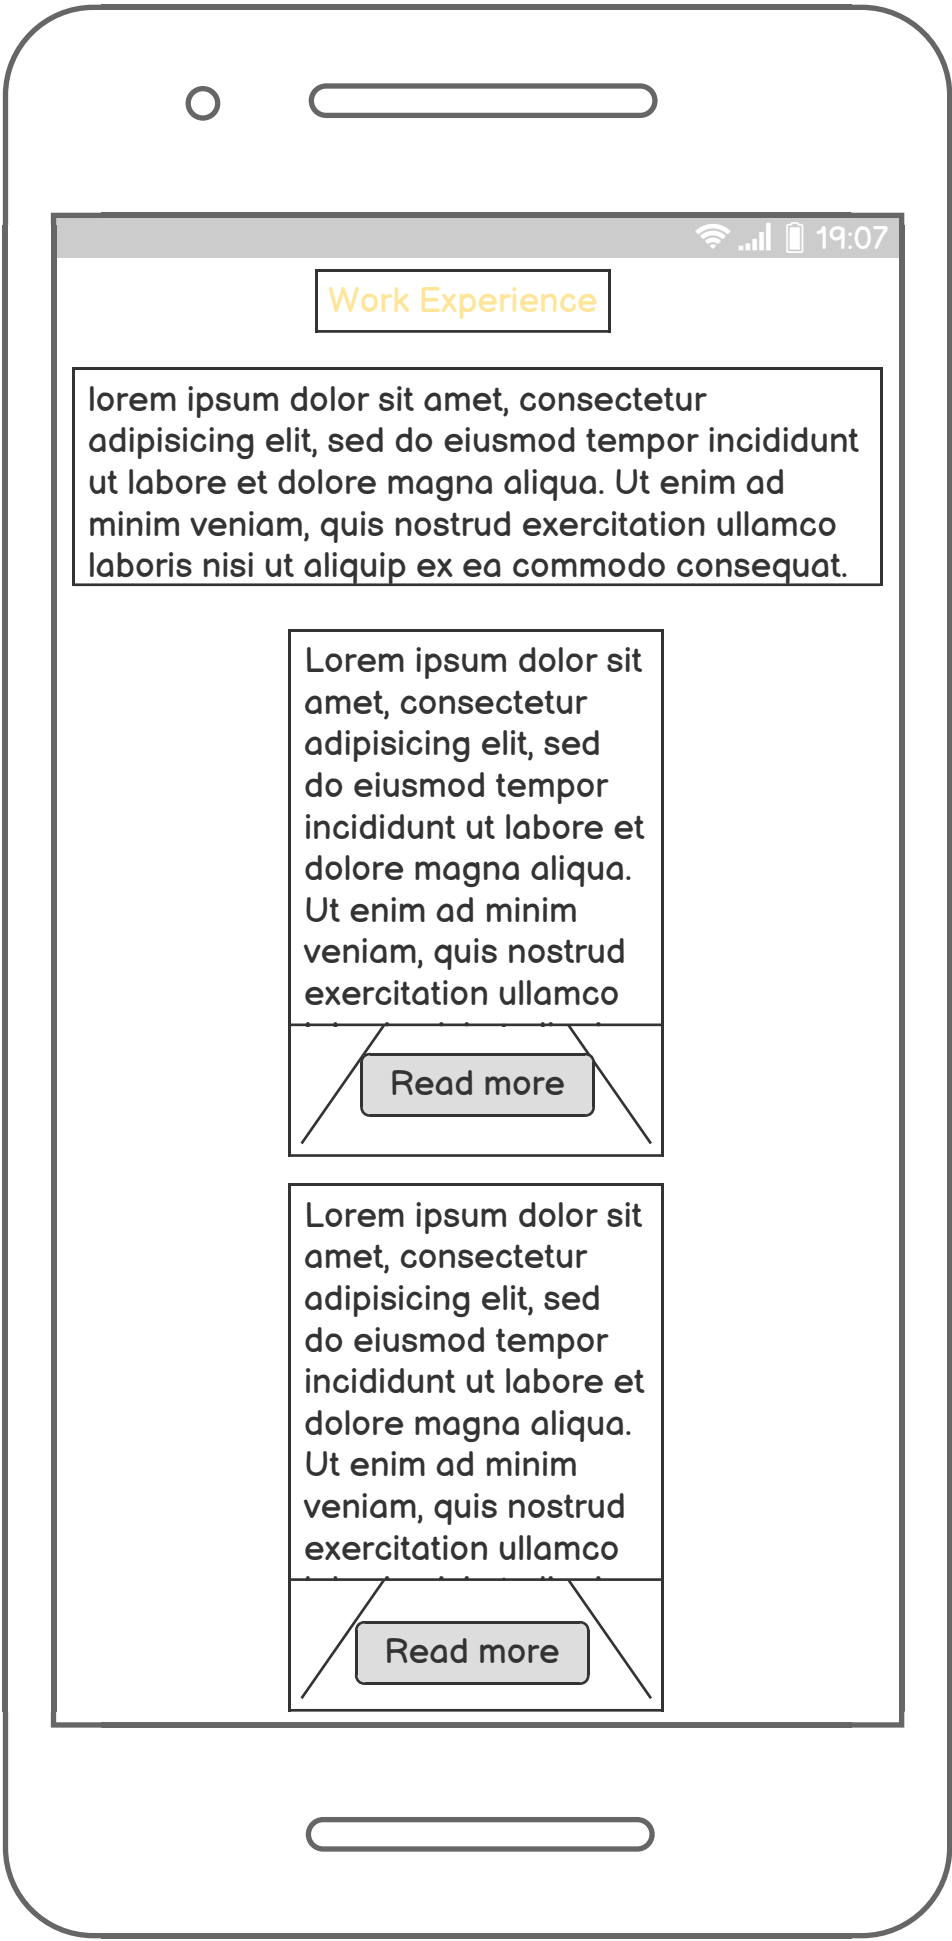 19:07
Work Experience
lorem ipsum dolor sit amet, consectetur
adipisicing elit, sed do eiusmod tempor incididunt
ut labore et dolore magna aliqua. Ut enim ad
minim veniam, quis nostrud exercitation ullamco
laboris nisi ut aliquip ex ea commodo consequat.
Lorem ipsum dolor sit
amet, consectetur
adipisicing elit, sed
do eiusmod tempor
incididunt ut labore et
dolore magna aliqua.
Ut enim ad minim
veniam, quis nostrud
exercitation ullamco
Read more
Lorem ipsum dolor sit
amet, consectetur
adipisicing elit, sed
do eiusmod tempor
incididunt ut labore et
dolore magna aliqua.
Ut enim ad minim
veniam, quis nostrud
exercitation ullamco
Read more